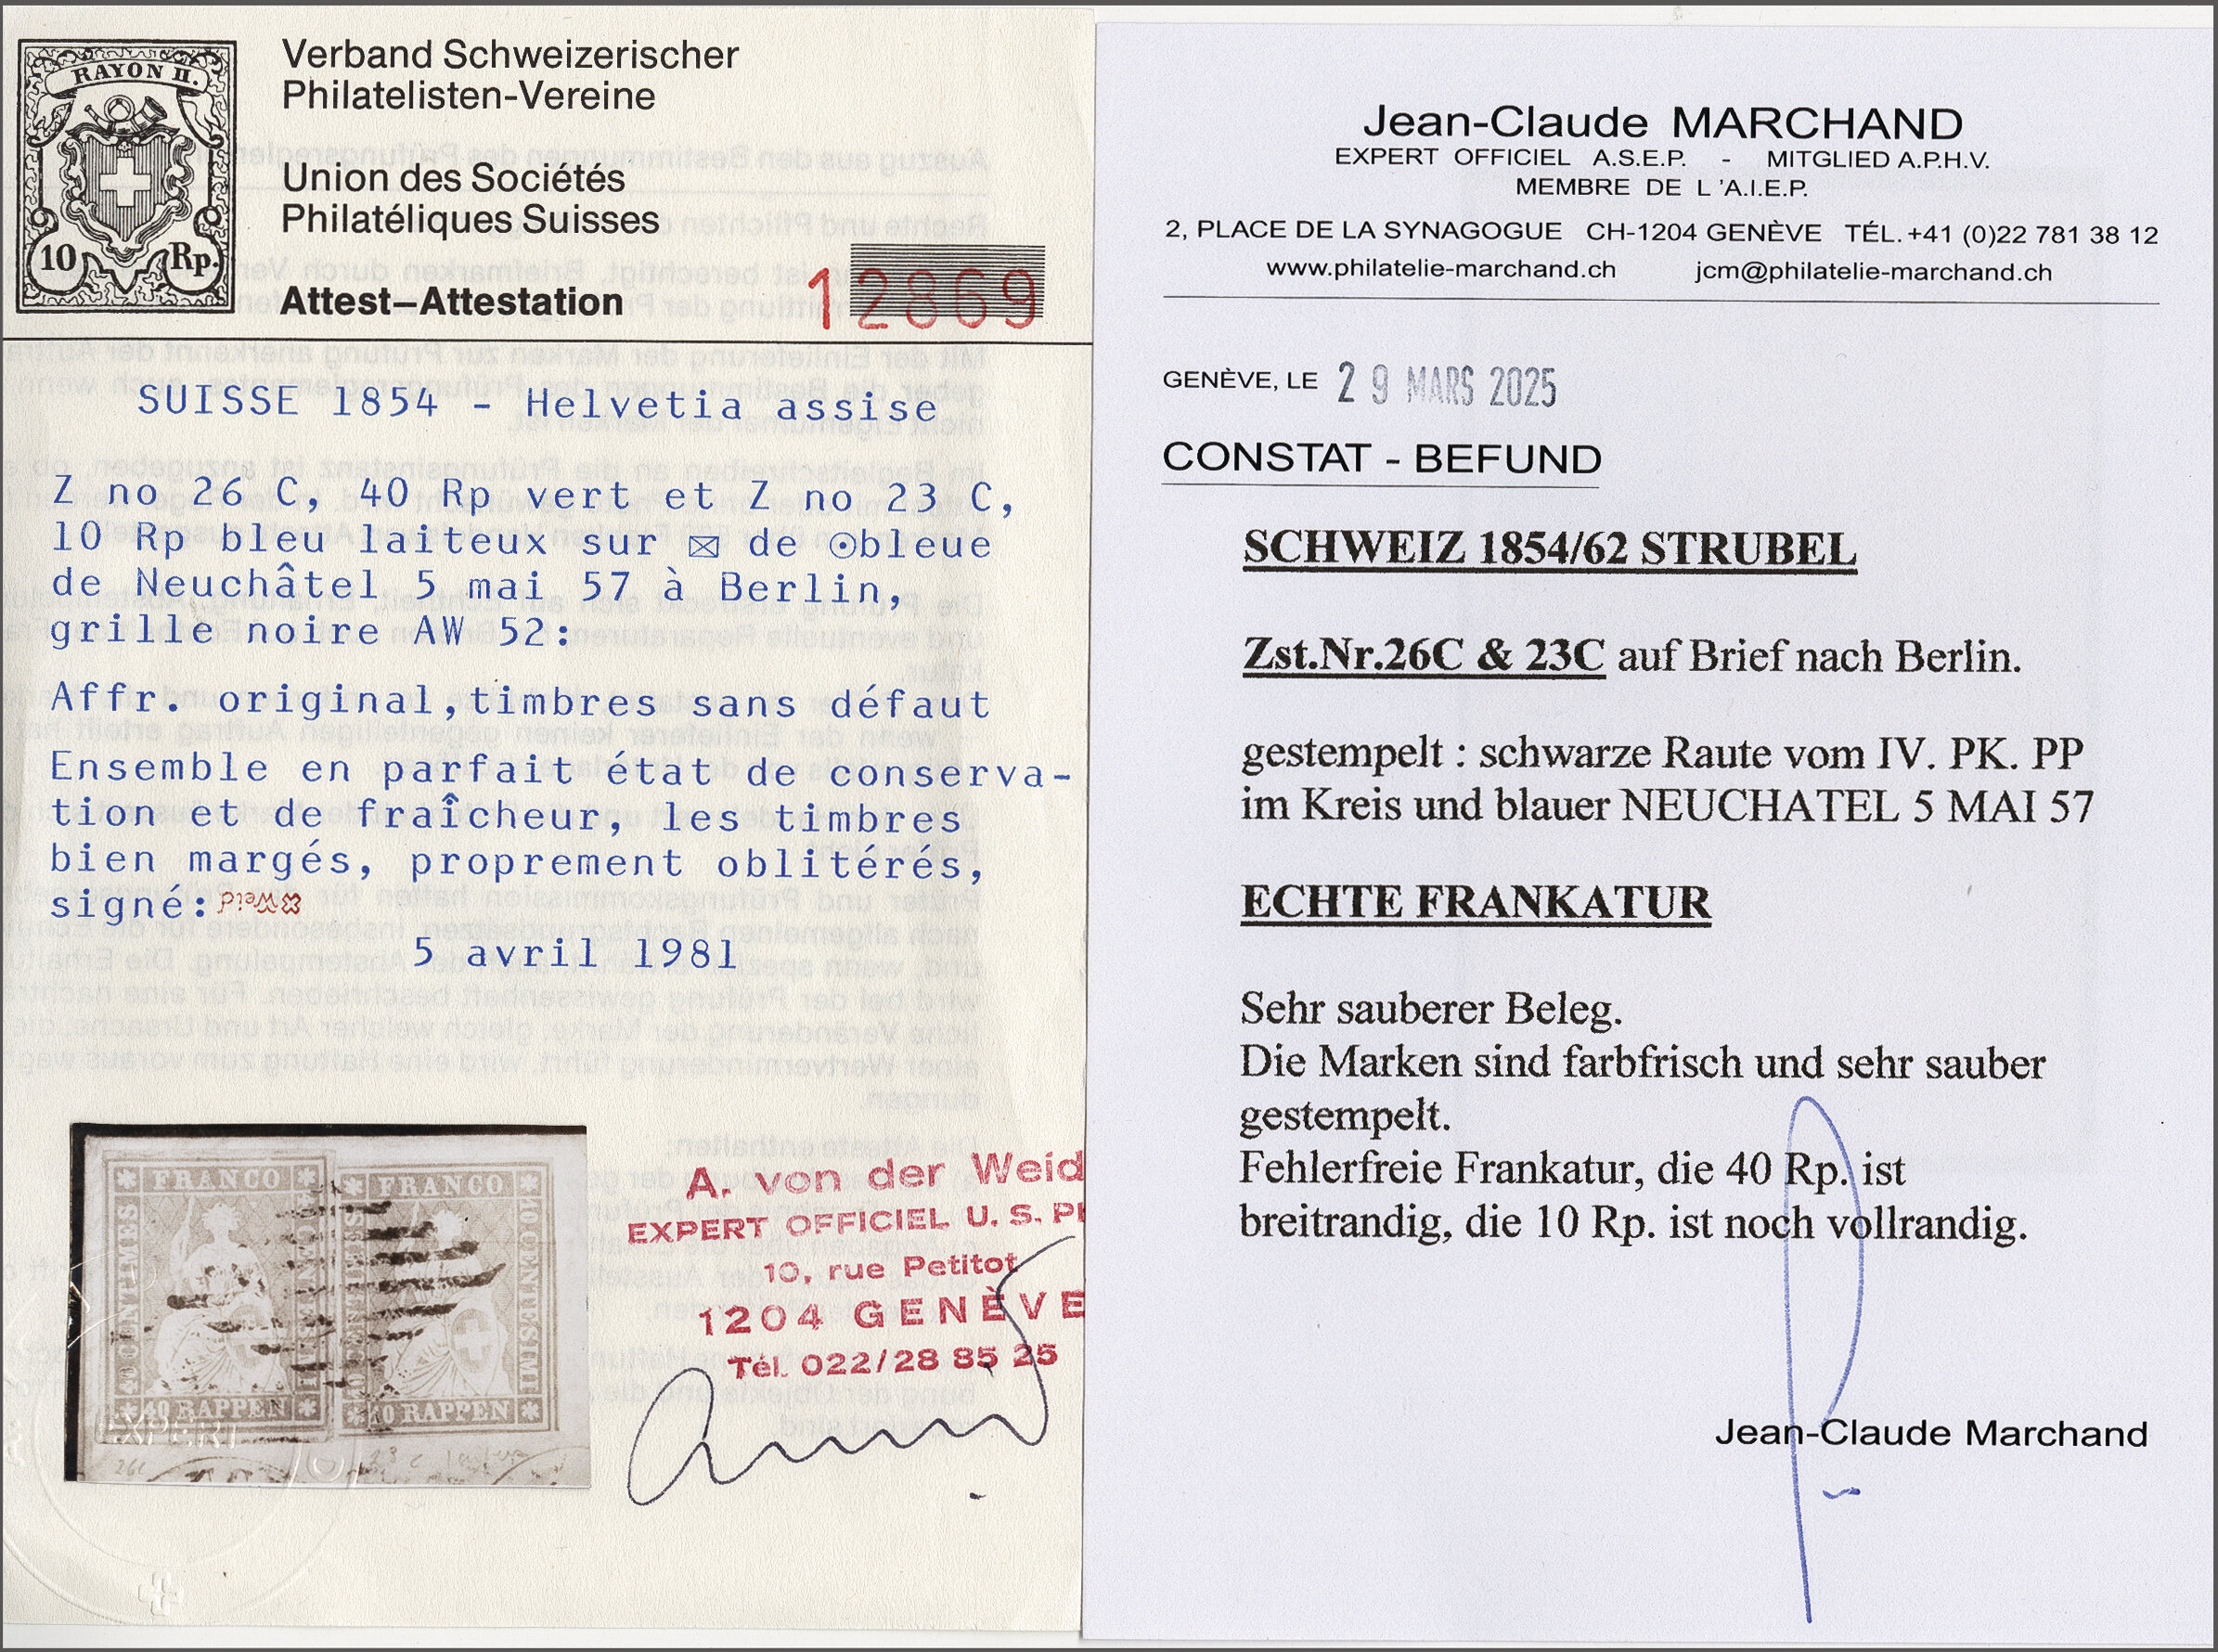 RAYON II.
10 Rp.
Verband Schweizerischer
Philatelisten-Vereine
Union des Sociétés
Philatéliques Suisses
Attest–Attestation
12869
SUISSE 1854 - Helvetia assise
Z no 26 C, 40 Rp vert et Z no 23 C,
10 Rp bleu laiteux sur ✉ de ⊙bleue
de Neuchâtel 5 mai 57 à Berlin,
grille noire AW 52:
Affr. original,timbres sans défaut
Ensemble en parfait état de conserva-
tion et de fraîcheur, les timbres
bien margés, proprement oblitérés,
signé: Weid
5 avril 1981
FRANCO FRANCO
40 CENTIMES
40 RAPPEN 10 RAPPEN
EXPERT
26C 23 C
A. von der Weid
EXPERT OFFICIEL U. S. P
10, rue Petitot
1204 GENÈVE
Tél. 022/28 85 25
Jean-Claude MARCHAND
EXPERT OFFICIEL A.S.E.P. - MITGLIED A.P.H.V.
MEMBRE DE L 'A.I.E.P.
2, PLACE DE LA SYNAGOGUE CH-1204 GENÈVE TÉL. +41 (0)22 781 38 12
www.philatelie-marchand.ch jcm@philatelie-marchand.ch
GENÈVE, LE 29 MARS 2025
CONSTAT - BEFUND
SCHWEIZ 1854/62 STRUBEL
Zst.Nr.26C & 23C auf Brief nach Berlin.
gestempelt : schwarze Raute vom IV. PK. PP
im Kreis und blauer NEUCHATEL 5 MAI 57
ECHTE FRANKATUR
Sehr sauberer Beleg.
Die Marken sind farbfrisch und sehr sauber
gestempelt.
Fehlerfreie Frankatur, die 40 Rp. ist
breitrandig, die 10 Rp. ist noch vollrandig.
Jean-Claude Marchand